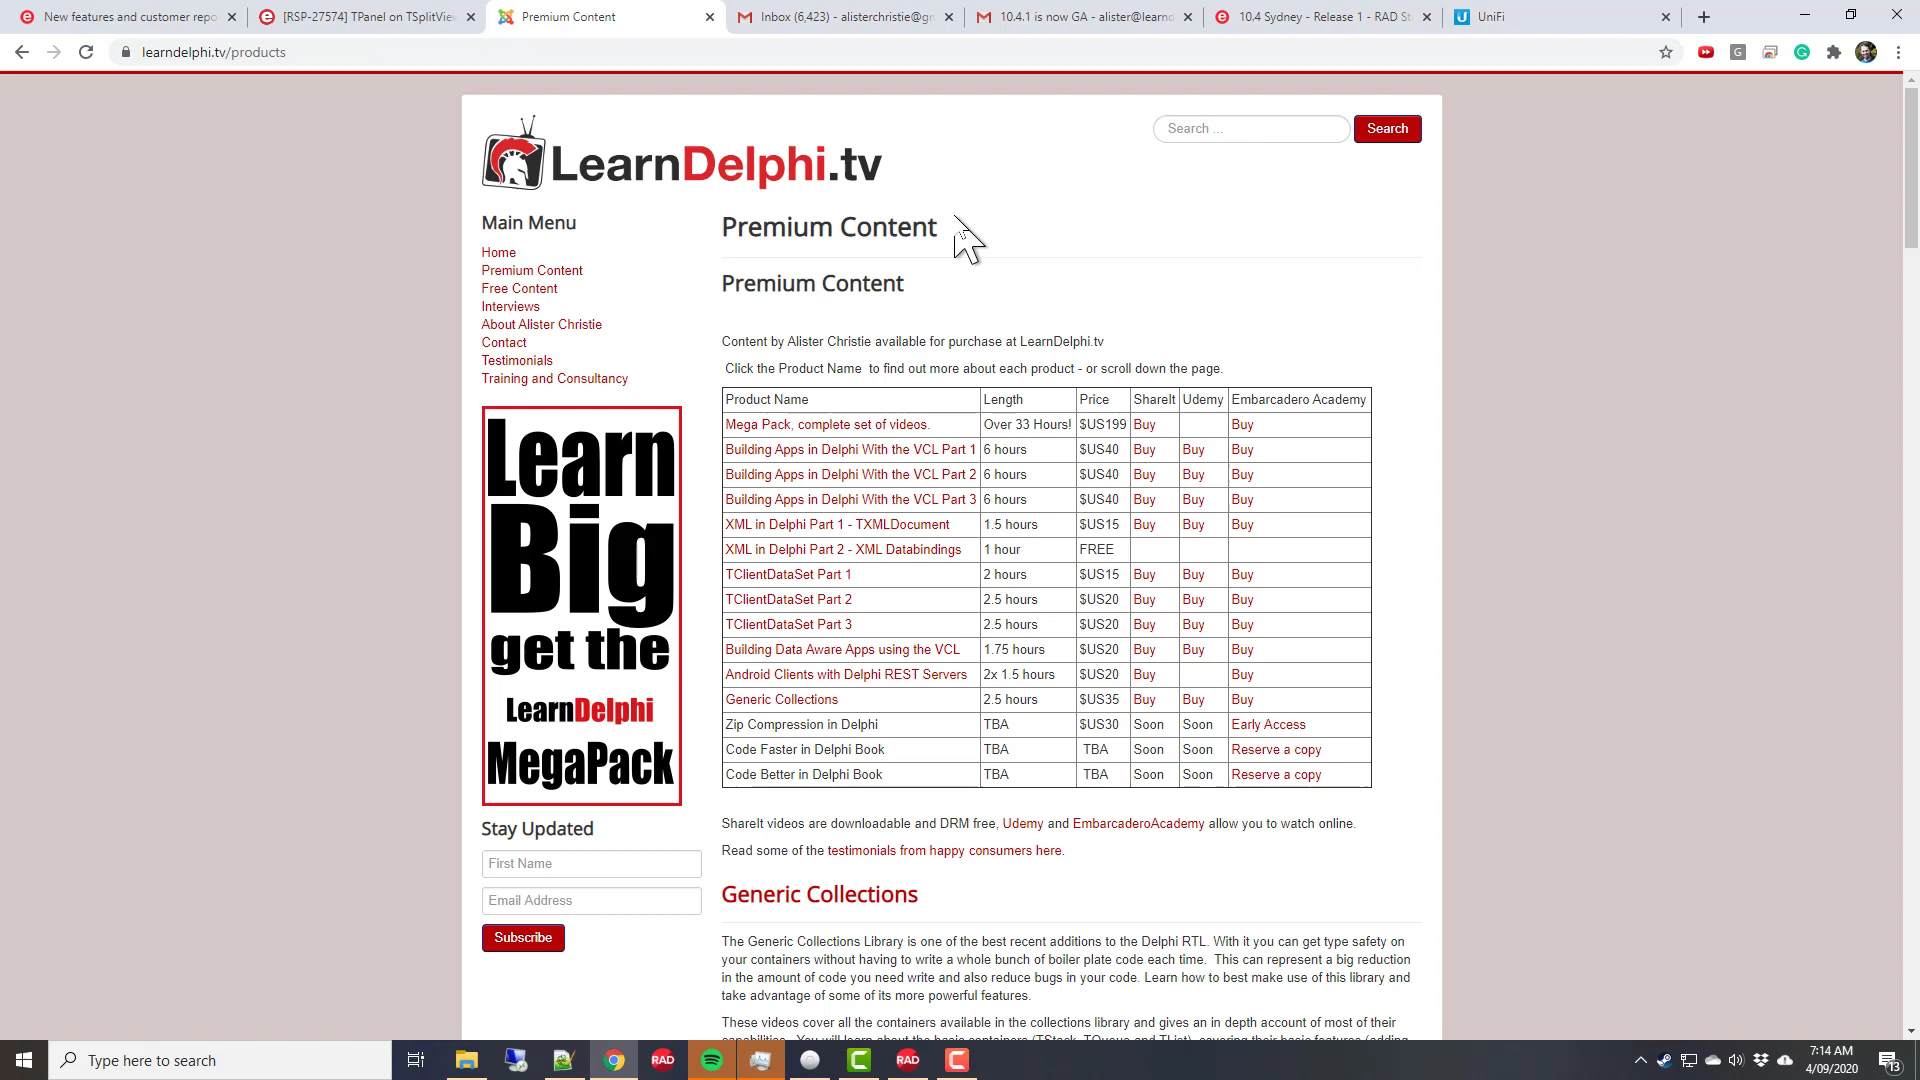 New features and customer repo
[RSP-27574] TPanel on TSplitView
Premium Content
Inbox (6,423) - alisterchristie@gm
10.4.1 is now GA - alister@learnd
10.4 Sydney - Release 1 - RAD St
UniFi
learndelphi.tv/products
LearnDelphi.tv
Search ...
Search
Main Menu
Home
Premium Content
Free Content
Interviews
About Alister Christie
Contact
Testimonials
Training and Consultancy
Learn
Big
get the
LearnDelphi
MegaPack
Stay Updated
First Name
Email Address
Subscribe
Premium Content
Premium Content
Content by Alister Christie available for purchase at LearnDelphi.tv
Click the Product Name to find out more about each product - or scroll down the page.
Product Name Length Price ShareIt Udemy Embarcadero Academy
Mega Pack, complete set of videos. Over 33 Hours! $US199 Buy Buy
Building Apps in Delphi With the VCL Part 1 6 hours $US40 Buy Buy Buy
Building Apps in Delphi With the VCL Part 2 6 hours $US40 Buy Buy Buy
Building Apps in Delphi With the VCL Part 3 6 hours $US40 Buy Buy Buy
XML in Delphi Part 1 - TXMLDocument 1.5 hours $US15 Buy Buy Buy
XML in Delphi Part 2 - XML Databindings 1 hour FREE
TClientDataSet Part 1 2 hours $US15 Buy Buy Buy
TClientDataSet Part 2 2.5 hours $US20 Buy Buy Buy
TClientDataSet Part 3 2.5 hours $US20 Buy Buy Buy
Building Data Aware Apps using the VCL 1.75 hours $US20 Buy Buy Buy
Android Clients with Delphi REST Servers 2x 1.5 hours $US20 Buy Buy
Generic Collections 2.5 hours $US35 Buy Buy Buy
Zip Compression in Delphi TBA $US30 Soon Soon Early Access
Code Faster in Delphi Book TBA TBA Soon Soon Reserve a copy
Code Better in Delphi Book TBA TBA Soon Soon Reserve a copy
ShareIt videos are downloadable and DRM free, Udemy and EmbarcaderoAcademy allow you to watch online.
Read some of the testimonials from happy consumers here.
Generic Collections
The Generic Collections Library is one of the best recent additions to the Delphi RTL. With it you can get type safety on
your containers without having to write a whole bunch of boiler plate code each time. This can represent a big reduction
in the amount of code you need write and also reduce bugs in your code. Learn how to best make use of this library and
take advantage of some of its more powerful features.
These videos cover all the containers available in the collections library and gives an in depth account of most of their
capabilities. You will learn about the basic containers (TStack, TQueue and TList), covering their basic features (adding
Type here to search
RAD
RAD
7:14 AM
4/09/2020
13